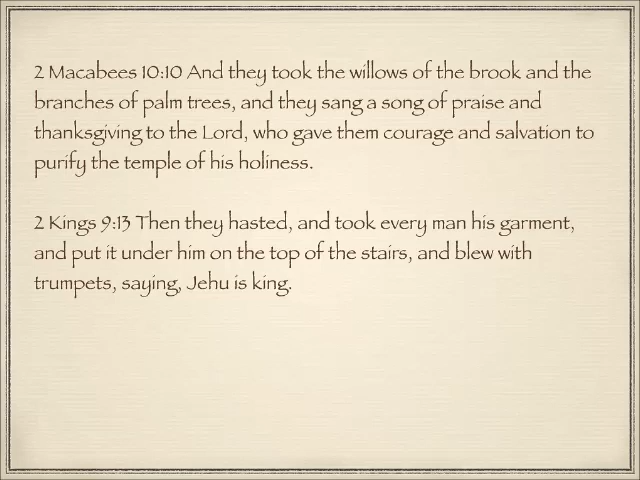 2 Macabees 10:10 And they took the willows of the brook and the
branches of palm trees, and they sang a song of praise and
thanksgiving to the Lord, who gave them courage and salvation to
purify the temple of his holiness.
2 Kings 9:13 Then they hasted, and took every man his garment,
and put it under him on the top of the stairs, and blew with
trumpets, saying, Jehu is king.